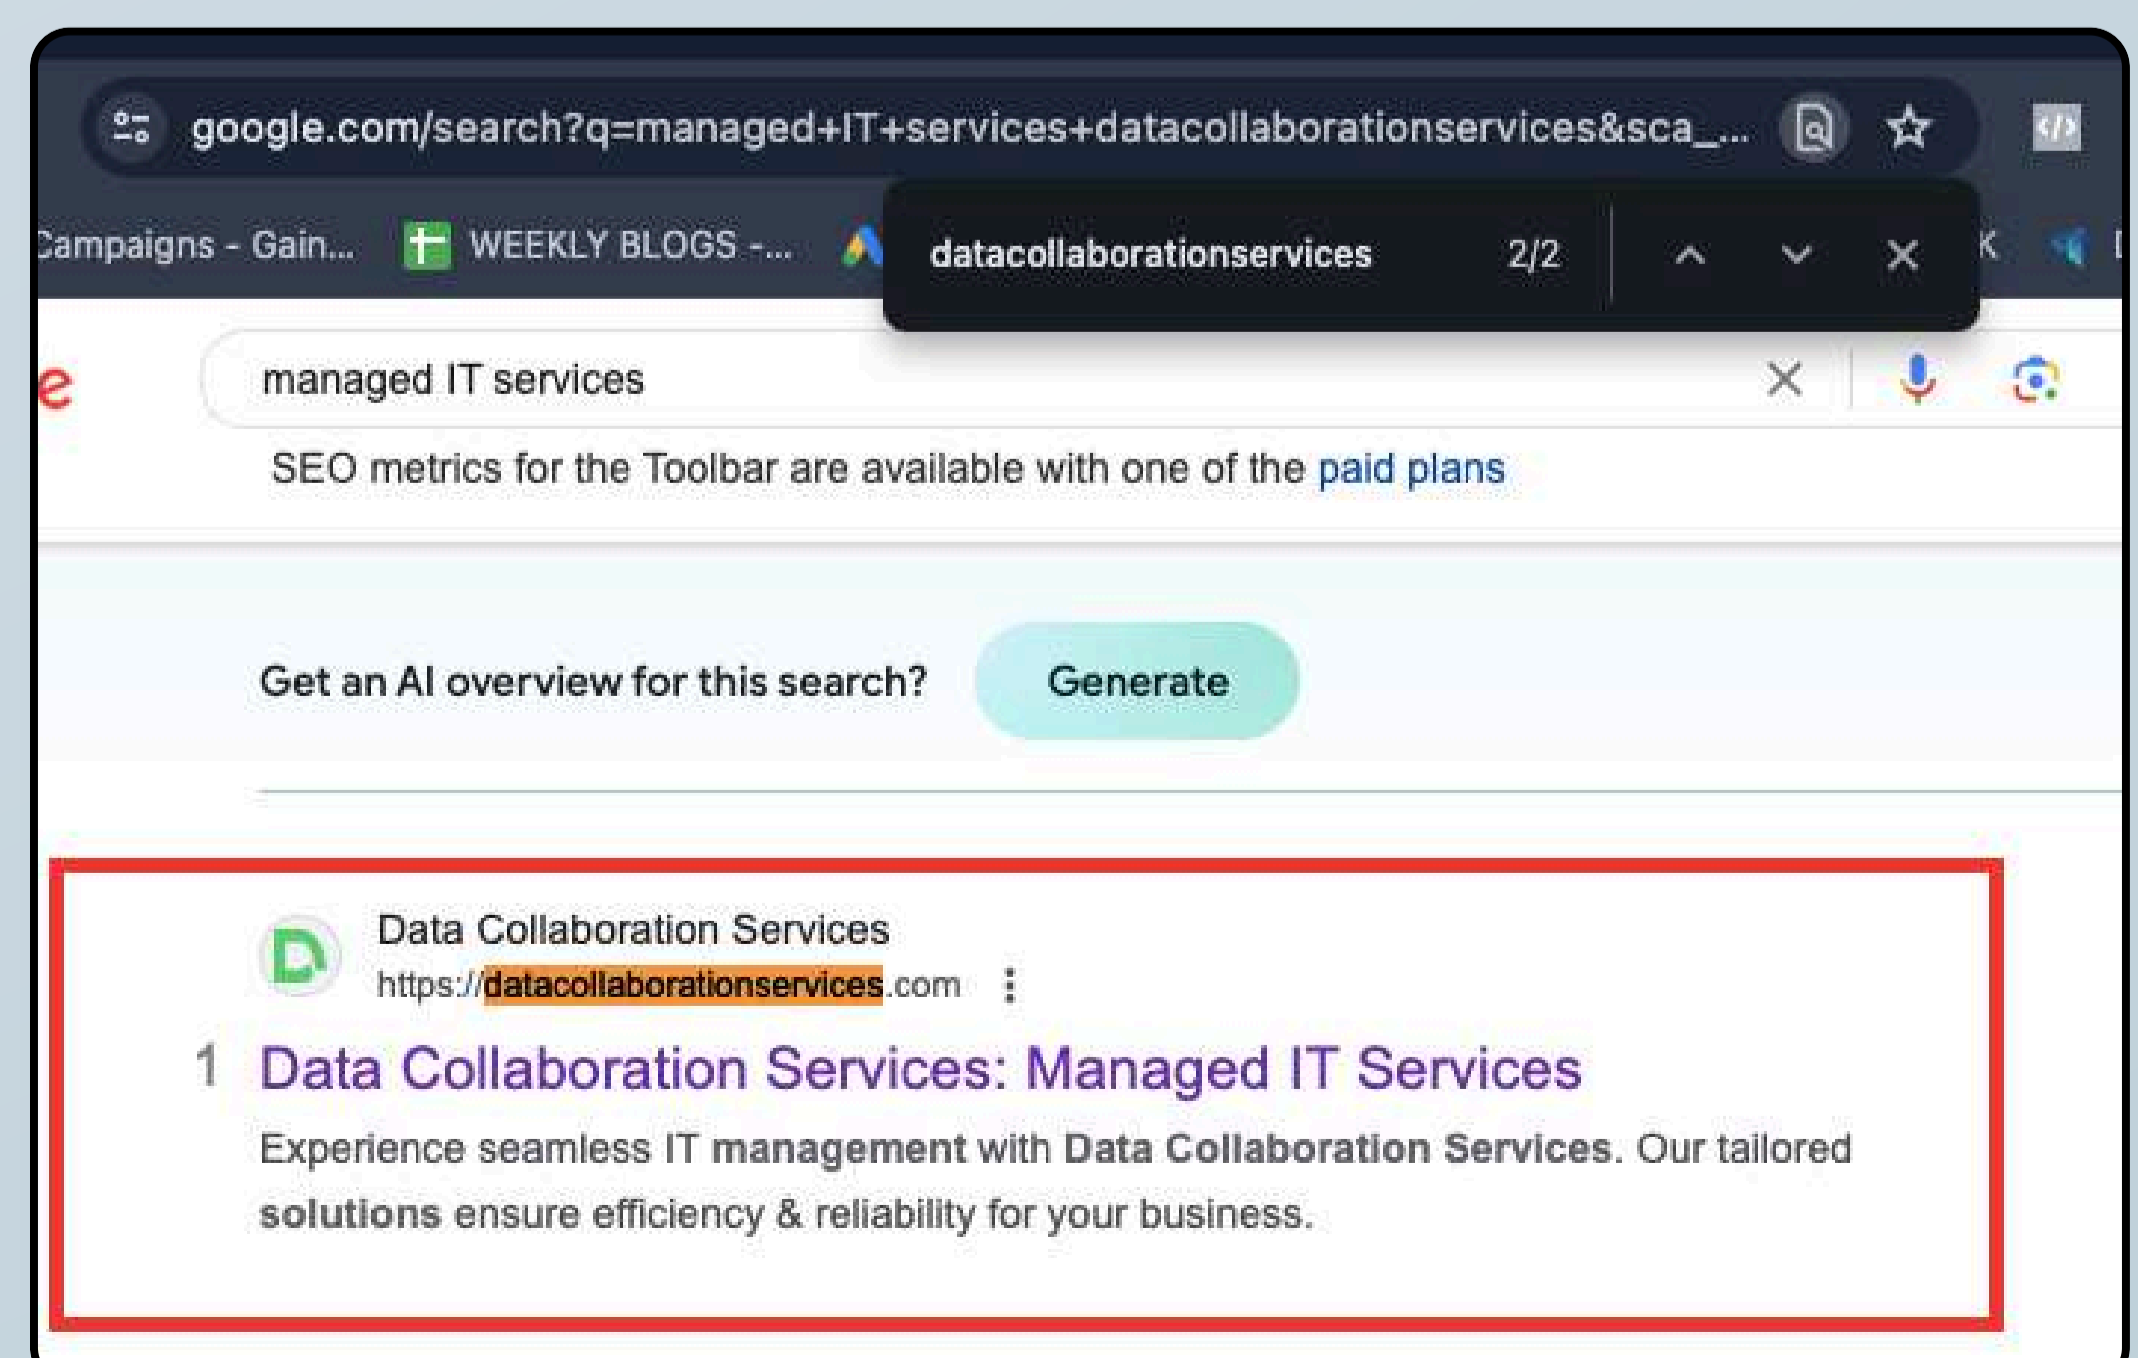 google.com/search?q=managed+IT+services+datacollaborationservices&sca_...
Campaigns - Gain...
WEEKLY BLOGS -...
datacollaborationservices 2/2
K
e
managed IT services
SEO metrics for the Toolbar are available with one of the paid plans
Get an AI overview for this search? Generate
Data Collaboration Services
https://datacollaborationservices.com
1 Data Collaboration Services: Managed IT Services
Experience seamless IT management with Data Collaboration Services. Our tailored
solutions ensure efficiency & reliability for your business.